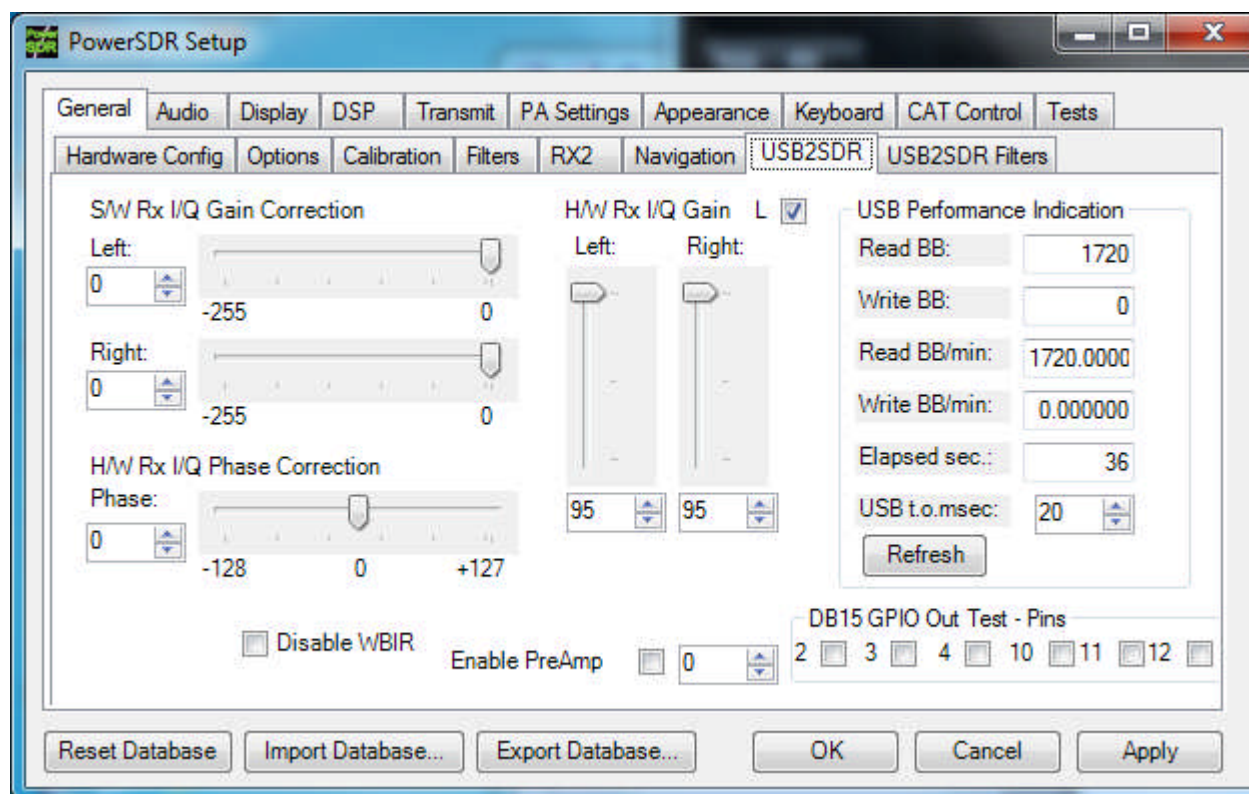 PowerSDR Setup
General Audio Display DSP Transmit PA Settings Appearance Keyboard CAT Control Tests
Hardware Config Options Calibration Filters RX2 Navigation USB2SDR USB2SDR Filters
S/W Rx I/Q Gain Correction
Left:
0
-255 0
Right:
0
-255 0
H/W Rx I/Q Phase Correction
Phase:
0
-128 0 +127
Disable WBIR
H/W Rx I/Q Gain L
Left: Right:
95 95
Enable PreAmp 0
USB Performance Indication
Read BB: 1720
Write BB: 0
Read BB/min: 1720.0000
Write BB/min: 0.000000
Elapsed sec.: 36
USB t.o.msec: 20
Refresh
DB15 GPIO Out Test - Pins
2 3 4 10 11 12
Reset Database Import Database... Export Database... OK Cancel Apply